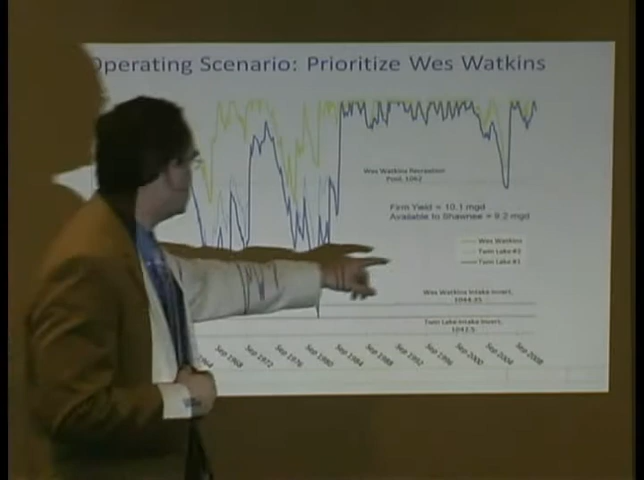 Operating Scenario: Prioritize Wes Watkins
Wes Watkins Recreation
Pool, 1062
Firm Yield = 10.1 mgd
Available to Shawnee = 9.2 mgd
Wes Watkins
Twin Lake #2
Twin Lake #1
Wes Watkins Intake Invert,
1044.25
Twin Lake Intake Invert,
1042.5
1964
Sep 1968
Sep 1972
Sep 1976
Sep 1980
Sep 1984
Sep 1988
Sep 1992
Sep 1996
Sep 2000
Sep 2004
Sep 2008